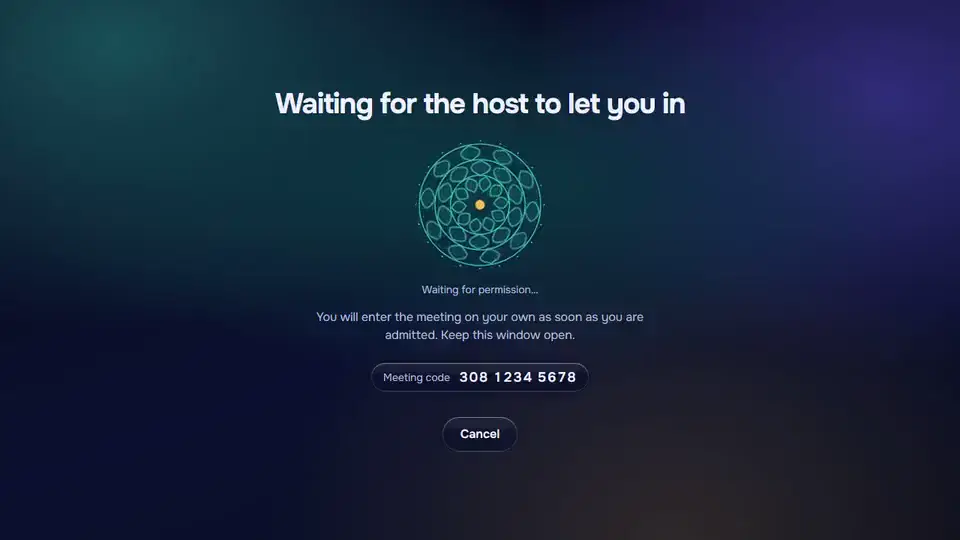 Waiting for the host to let you in
Waiting for permission...
You will enter the meeting on your own as soon as you are
admitted. Keep this window open.
Meeting code 308 1234 5678
Cancel